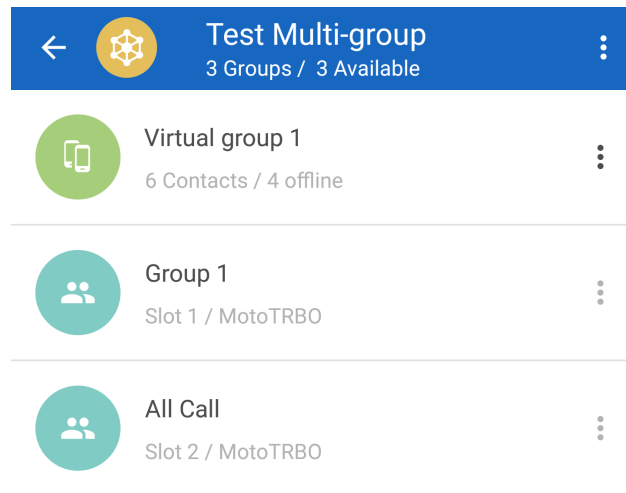 Test Multi-group
3 Groups / 3 Available
Virtual group 1
6 Contacts / 4 offline
Group 1
Slot 1 / MotoTRBO
All Call
Slot 2 / MotoTRBO